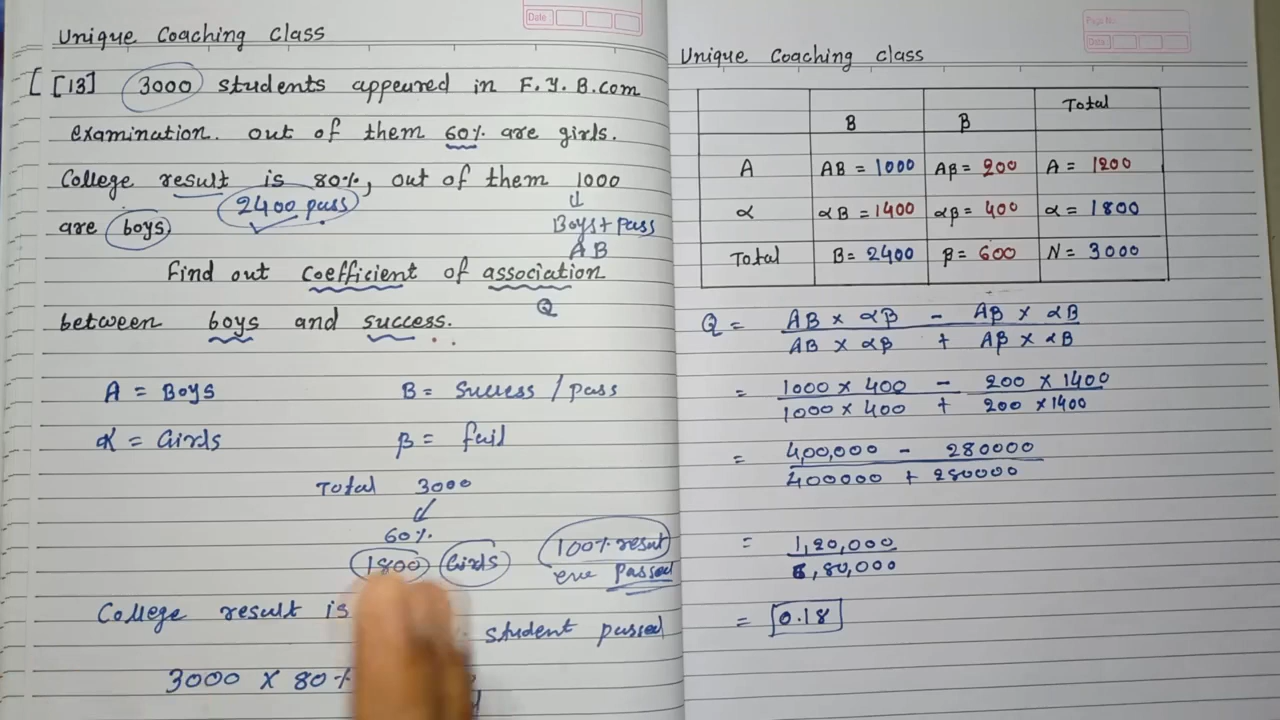 Date :
Unique Coaching Class
[ [13] 3000 students appeured in F.Y.B.com
examination. out of them 60% are girls.
College result is 80%, out of them 1000
2400 pass
are boys
Boys + pass
AB
Find out coefficient of association
Q
between boys and success.
A = Boys B = Success / pass
α = Girls β = fail
Total 3000
60%
1800 Girls
100% result
eve passed
College result is
% student passed
3000 x 80%
Page No.
Date :
Unique Coaching class
B β Total
A AB = 1000 Aβ = 200 A = 1200
α αB = 1400 αβ = 400 α = 1800
Total B = 2400 β = 600 N = 3000
Q = AB x αβ - Aβ x αB
AB x αβ + Aβ x αB
= 1000 x 400 - 200 x 1400
1000 x 400 + 200 x 1400
= 4,00,000 - 280000
400000 + 280000
= 1,20,000
6,80,000
= 0.18